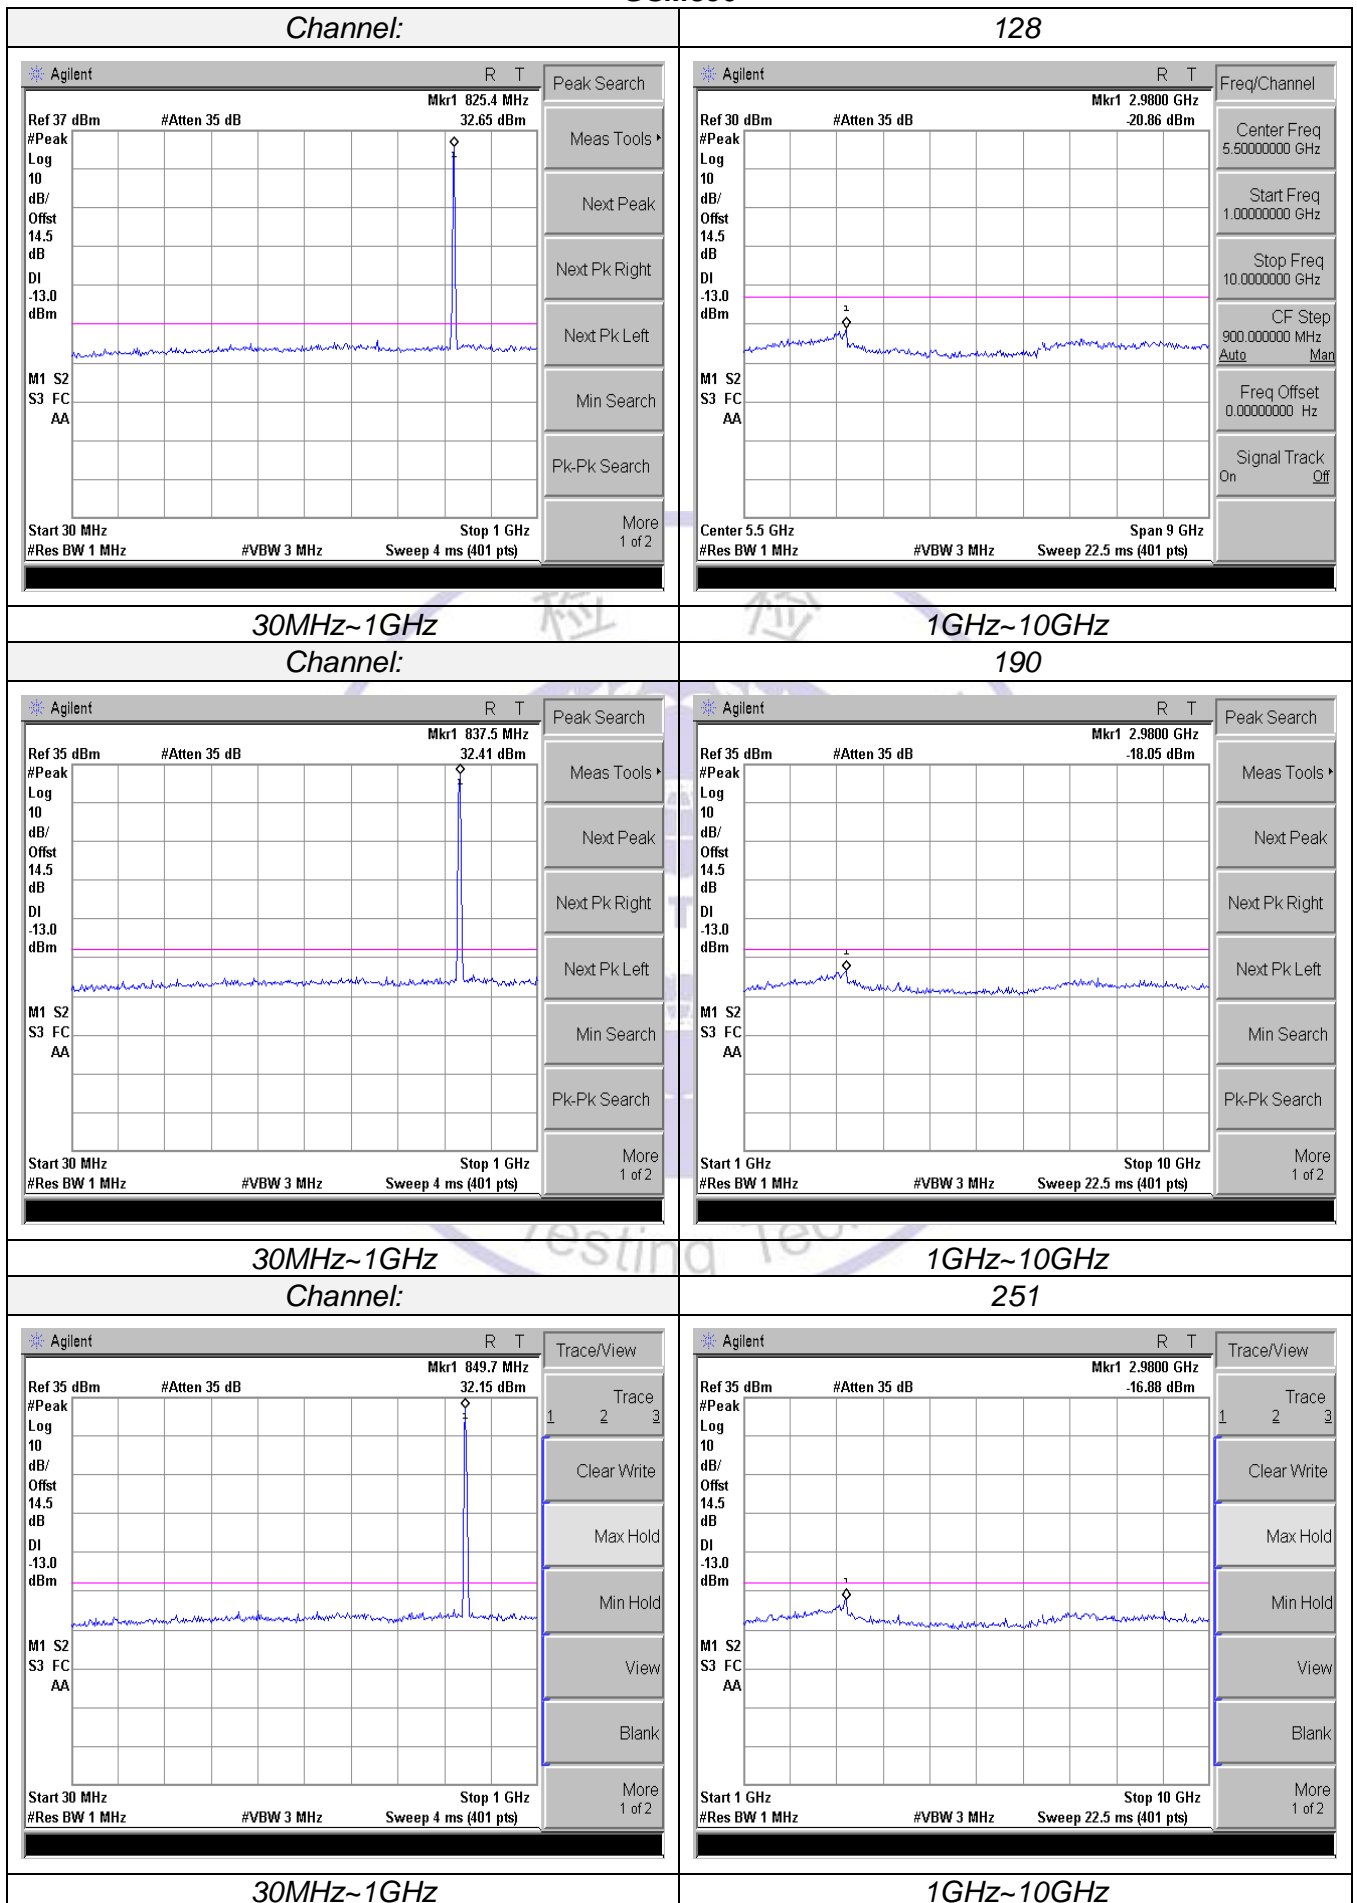 Channel:
128
Agilent R T
Peak Search
Mkr1 825.4 MHz
Ref 37 dBm #Atten 35 dB 32.65 dBm
#Peak
Log
10
dB/
Offst
14.5
dB
DI
-13.0
dBm
M1 S2
S3 FC
AA
1
Start 30 MHz Stop 1 GHz
#Res BW 1 MHz #VBW 3 MHz Sweep 4 ms (401 pts)
Meas Tools
Next Peak
Next Pk Right
Next Pk Left
Min Search
Pk-Pk Search
More
1 of 2
Agilent R T
Freq/Channel
Mkr1 2.9800 GHz
Ref 30 dBm #Atten 35 dB -20.86 dBm
#Peak
Log
10
dB/
Offst
14.5
dB
DI
-13.0
dBm
M1 S2
S3 FC
AA
1
Center 5.5 GHz Span 9 GHz
#Res BW 1 MHz #VBW 3 MHz Sweep 22.5 ms (401 pts)
Center Freq
5.50000000 GHz
Start Freq
1.00000000 GHz
Stop Freq
10.0000000 GHz
CF Step
900.000000 MHz
Auto Man
Freq Offset
0.00000000 Hz
Signal Track
On Off
30MHz~1GHz
1GHz~10GHz
检 检
Channel:
190
Agilent R T
Peak Search
Mkr1 837.5 MHz
Ref 35 dBm #Atten 35 dB 32.41 dBm
#Peak
Log
10
dB/
Offst
14.5
dB
DI
-13.0
dBm
M1 S2
S3 FC
AA
1
Start 30 MHz Stop 1 GHz
#Res BW 1 MHz #VBW 3 MHz Sweep 4 ms (401 pts)
Meas Tools
Next Peak
Next Pk Right
Next Pk Left
Min Search
Pk-Pk Search
More
1 of 2
Agilent R T
Peak Search
Mkr1 2.9800 GHz
Ref 35 dBm #Atten 35 dB -18.05 dBm
#Peak
Log
10
dB/
Offst
14.5
dB
DI
-13.0
dBm
M1 S2
S3 FC
AA
1
Start 1 GHz Stop 10 GHz
#Res BW 1 MHz #VBW 3 MHz Sweep 22.5 ms (401 pts)
Meas Tools
Next Peak
Next Pk Right
Next Pk Left
Min Search
Pk-Pk Search
More
1 of 2
Testing
30MHz~1GHz
1GHz~10GHz
Channel:
251
Agilent R T
Trace/View
Mkr1 849.7 MHz
Ref 35 dBm #Atten 35 dB 32.15 dBm
#Peak
Log
10
dB/
Offst
14.5
dB
DI
-13.0
dBm
M1 S2
S3 FC
AA
1
Start 30 MHz Stop 1 GHz
#Res BW 1 MHz #VBW 3 MHz Sweep 4 ms (401 pts)
Trace
1 2 3
Clear Write
Max Hold
Min Hold
View
Blank
More
1 of 2
Agilent R T
Trace/View
Mkr1 2.9800 GHz
Ref 35 dBm #Atten 35 dB -16.88 dBm
#Peak
Log
10
dB/
Offst
14.5
dB
DI
-13.0
dBm
M1 S2
S3 FC
AA
1
Start 1 GHz Stop 10 GHz
#Res BW 1 MHz #VBW 3 MHz Sweep 22.5 ms (401 pts)
Trace
1 2 3
Clear Write
Max Hold
Min Hold
View
Blank
More
1 of 2
30MHz~1GHz
1GHz~10GHz